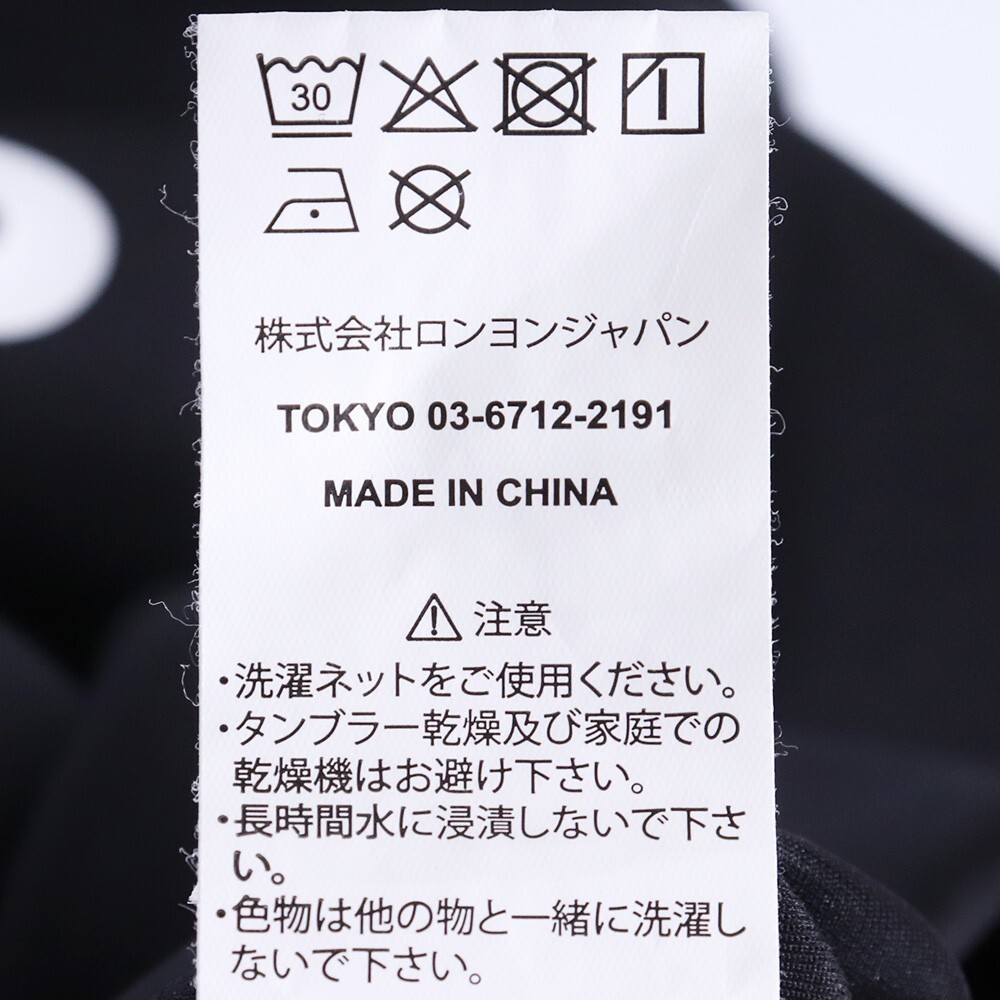 30
株式会社ロンヨンジャパン
TOKYO 03-6712-2191
MADE IN CHINA
注意
・洗濯ネットをご使用ください。
・タンブラー乾燥及び家庭での
乾燥機はお避け下さい。
・長時間水に浸漬しないで下さ
い。
・色物は他の物と一緒に洗濯し
ないで下さい。